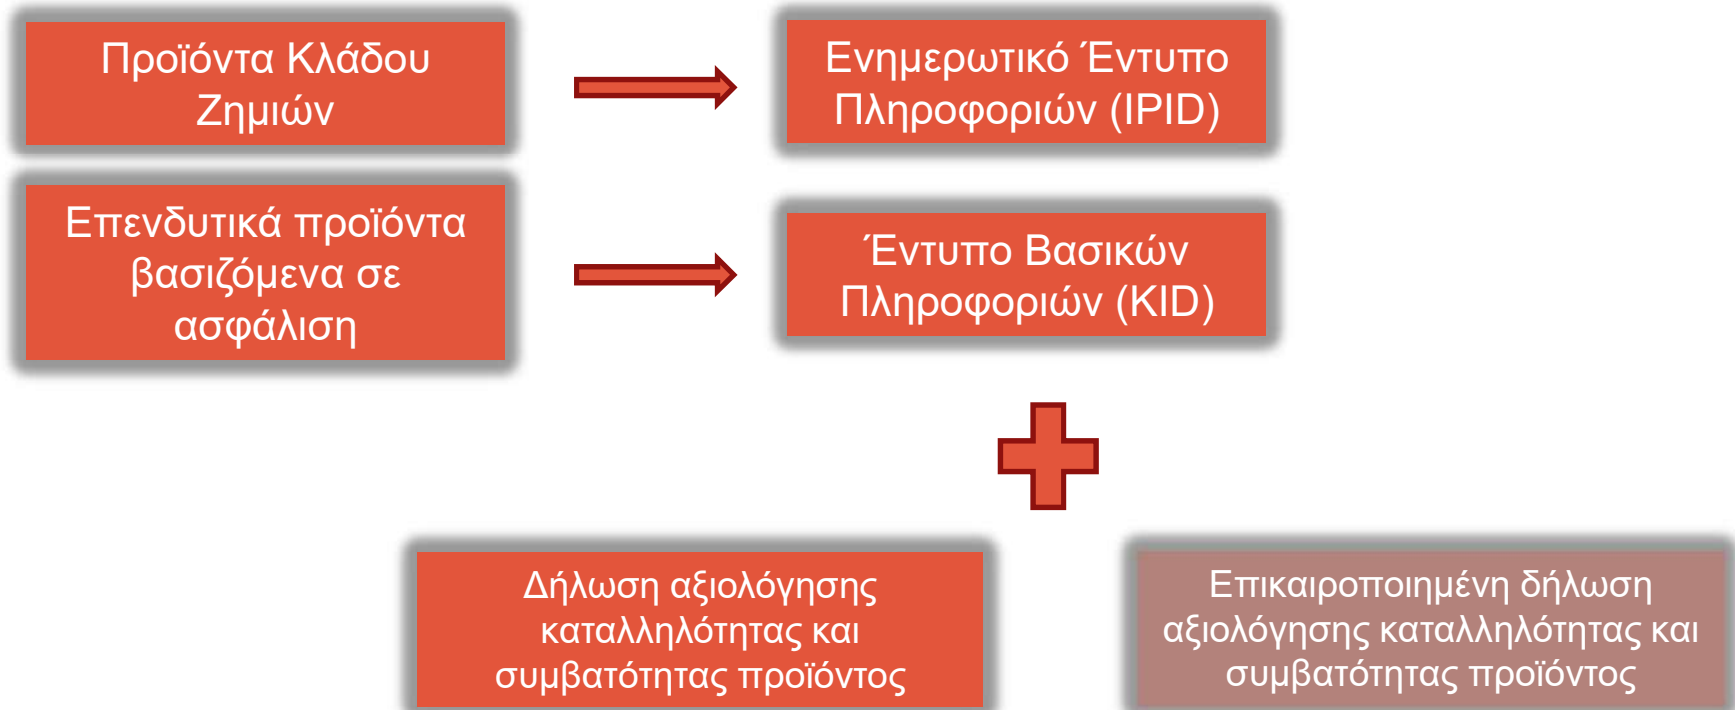 Προϊόντα Κλάδου
Ζημιών
Ενημερωτικό Έντυπο
Πληροφοριών (IPID)
Επενδυτικά προϊόντα
βασιζόμενα σε
ασφάλιση
Έντυπο Βασικών
Πληροφοριών (KID)
Δήλωση αξιολόγησης
καταλληλότητας και
συμβατότητας προϊόντος
Επικαιροποιημένη δήλωση
αξιολόγησης καταλληλότητας και
συμβατότητας προϊόντος